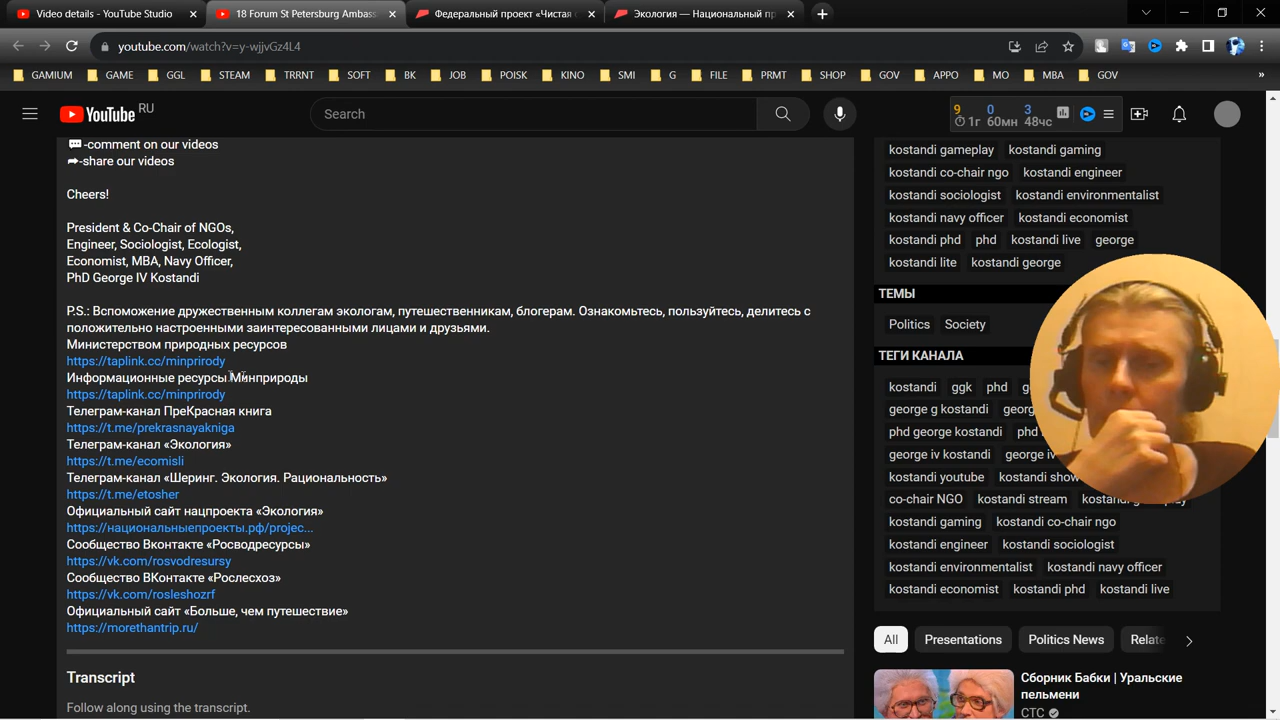 Video details - YouTube Studio
18 Forum St Petersburg Ambass
Федеральный проект «Чистая с
Экология — Национальный пр
youtube.com/watch?v=y-wjjvGz4L4
GAMIUM GAME GGL STEAM TRRNT SOFT BK JOB POISK KINO SMI G FILE PRMT SHOP GOV APPO MO MBA GOV »
YouTube RU
Search
9 0 3
1г 60мн 48чс
💬-comment on our videos
➦-share our videos
Cheers!
President & Co-Chair of NGOs,
Engineer, Sociologist, Ecologist,
Economist, MBA, Navy Officer,
PhD George IV Kostandi
P.S.: Вспоможение дружественным коллегам экологам, путешественникам, блогерам. Ознакомьтесь, пользуйтесь, делитесь с
положительно настроенными заинтересованными лицами и друзьями.
Министерством природных ресурсов
https://taplink.cc/minprirody
Информационные ресурсы Минприроды
https://taplink.cc/minprirody
Телеграм-канал ПреКрасная книга
https://t.me/prekrasnayakniga
Телеграм-канал «Экология»
https://t.me/ecomisli
Телеграм-канал «Шеринг. Экология. Рациональность»
https://t.me/etosher
Официальный сайт нацпроекта «Экология»
https://национальныепроекты.рф/projec...
Сообщество Вконтакте «Росводресурсы»
https://vk.com/rosvodresursy
Сообщество ВКонтакте «Рослесхоз»
https://vk.com/rosleshozrf
Официальный сайт «Больше, чем путешествие»
https://morethantrip.ru/
Transcript
Follow along using the transcript.
kostandi gameplay kostandi gaming
kostandi co-chair ngo kostandi engineer
kostandi sociologist kostandi environmentalist
kostandi navy officer kostandi economist
kostandi phd phd kostandi live george
kostandi lite kostandi george
ТЕМЫ
Politics Society
ТЕГИ КАНАЛА
kostandi ggk phd
george g kostandi
phd george kostandi
george iv kostandi
kostandi youtube kostandi show
co-chair NGO kostandi stream
kostandi gaming kostandi co-chair ngo
kostandi engineer kostandi sociologist
kostandi environmentalist kostandi navy officer
kostandi economist kostandi phd kostandi live
All Presentations Politics News Relate
Сборник Бабки | Уральские
пельмени
СТС